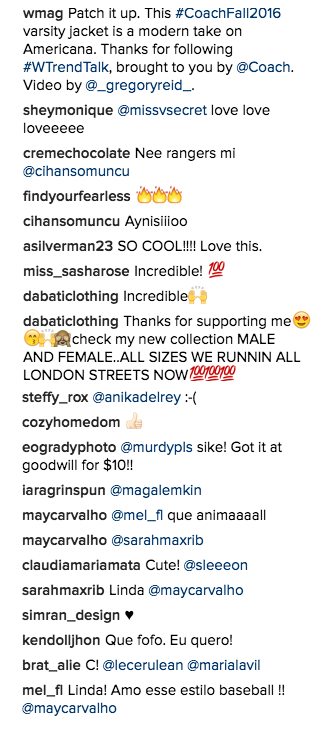 wmag Patch it up. This #CoachFall2016
varsity jacket is a modern take on
Americana. Thanks for following
#WTrendTalk, brought to you by @Coach.
Video by @_gregoryreid_.
sheymonique @missvsecret love love
loveeeee
cremechocolate Nee rangers mi
@cihansomuncu
findyourfearless 🔥🔥🔥
cihansomuncu Aynisiiioo
asilverman23 SO COOL!!!! Love this.
miss_sasharose Incredible! 💯
dabaticlothing Incredible🙌
dabaticlothing Thanks for supporting me😍
😙🙌🙈check my new collection MALE
AND FEMALE..ALL SIZES WE RUNNIN ALL
LONDON STREETS NOW💯💯💯
steffy_rox @anikadelrey :-(
cozyhomedom 👍🏻
eogradyphoto @murdypls sike! Got it at
goodwill for $10!!
iaragrinspun @magalemkin
maycarvalho @mel_fl que animaaaall
maycarvalho @sarahmaxrib
claudiamariamata Cute! @sleeeon
sarahmaxrib Linda @maycarvalho
simran_design ♥
kendolljhon Que fofo. Eu quero!
brat_alie C! @lecerulean @marialavil
mel_fl Linda! Amo esse estilo baseball !!
@maycarvalho